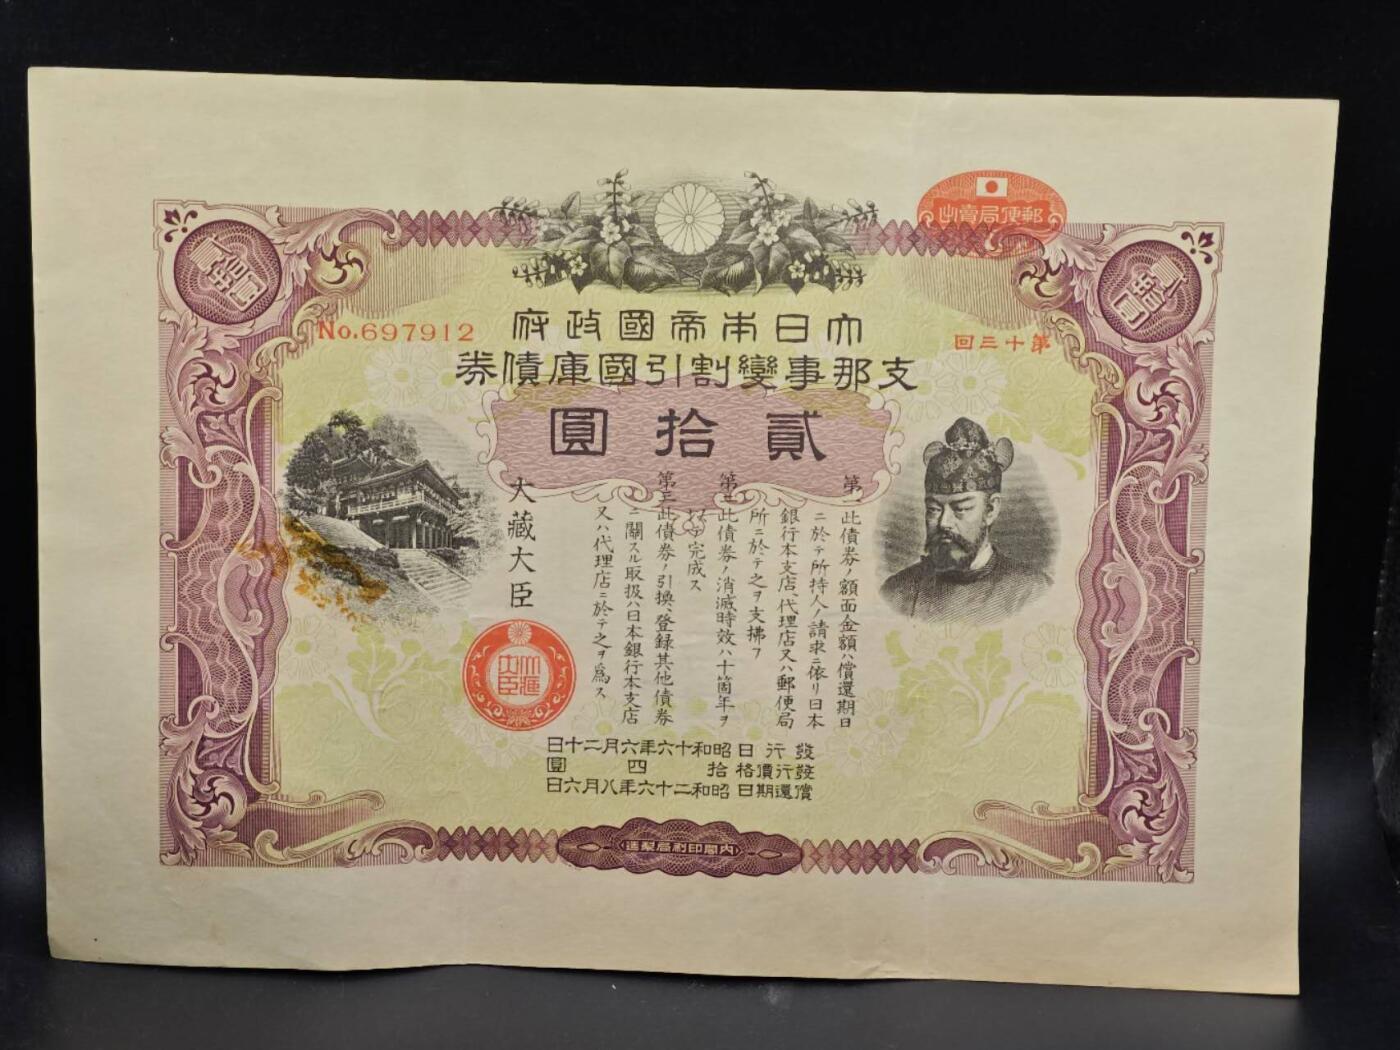 郵便局賣出
貳拾圓
貳拾圓
大日本帝國政府
No.697912
第十三回
支那事變割引國庫債券
貳拾圓
第一 此債券ノ額面金額ハ償還期日
ニ於テ所持人ノ請求ニ依リ日本
銀行本支店、代理店又ハ郵便局
所ニ於テ之ヲ支拂フ
第二 此債券ノ消滅時效ハ十箇年ヲ
以テ完成ス
第三 此債券ノ引換、登錄其他債券
ニ關スル取扱ハ日本銀行本支店
又ハ代理店ニ於テ之ヲ爲ス
大藏大臣
發行日 昭和十六年六月二十日
發行價格 拾四圓
償還期日 昭和二十六年八月六日
內閣印刷局製造